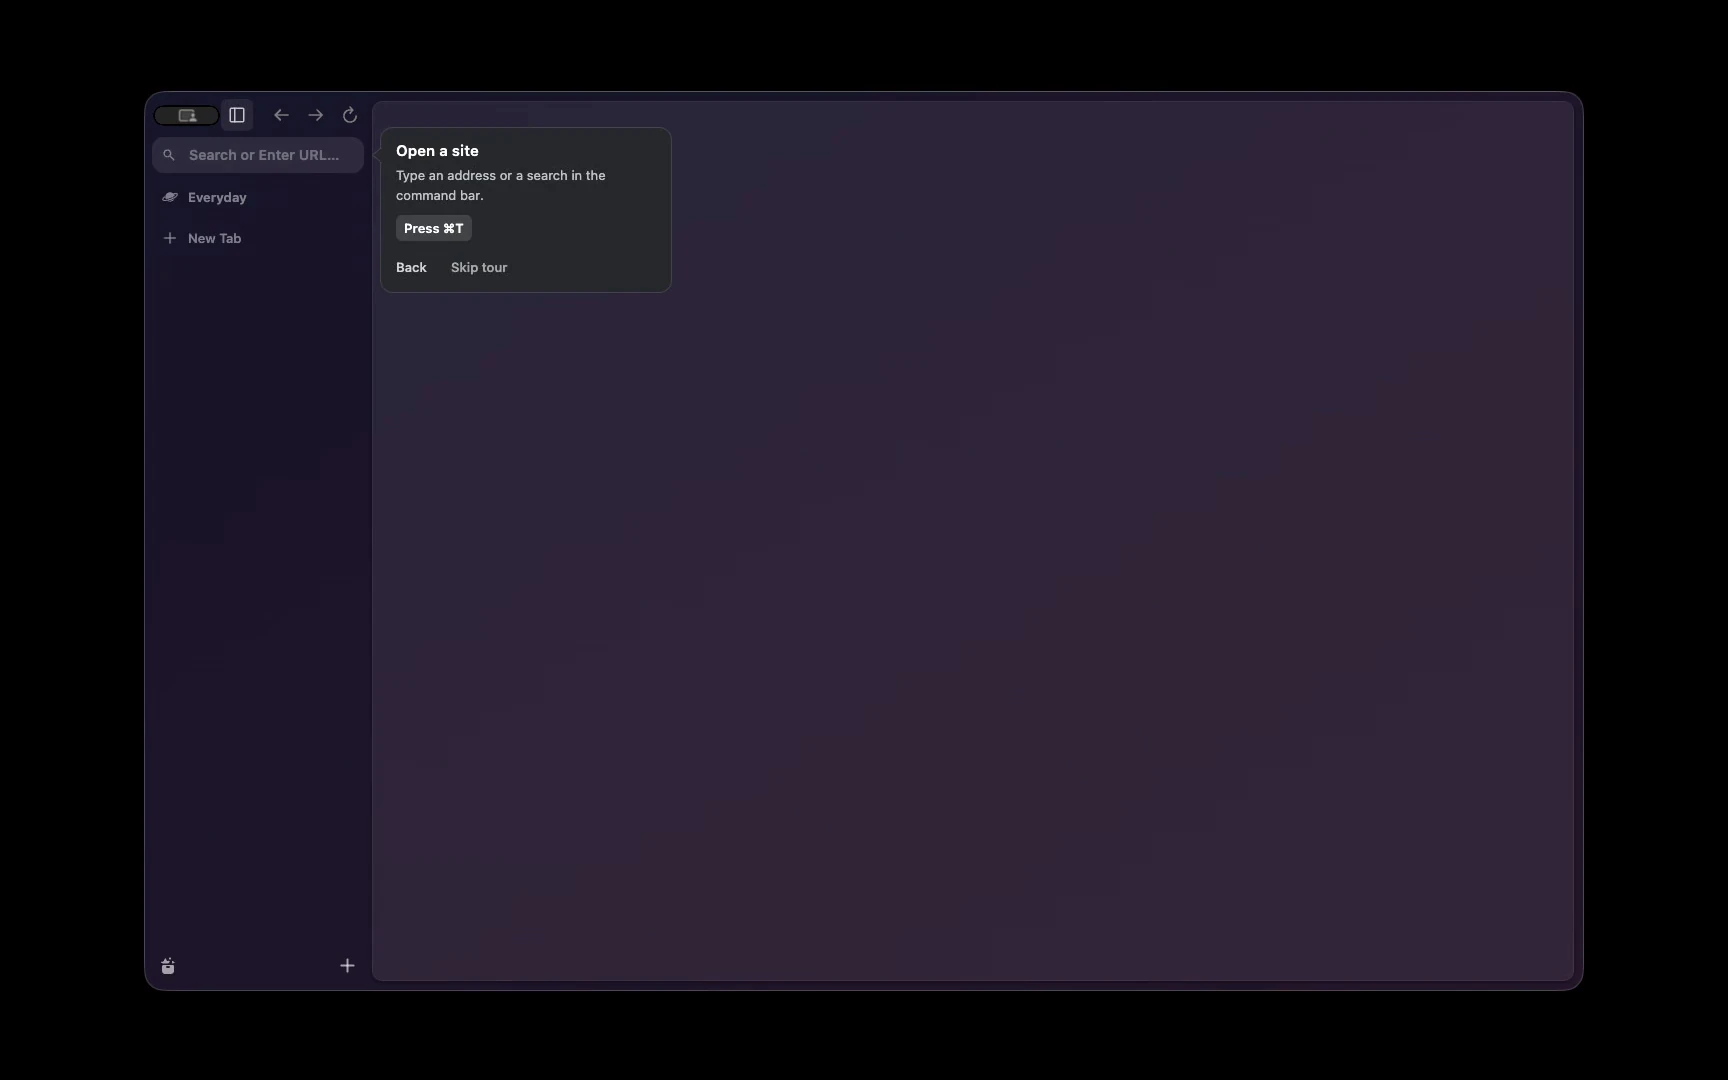 Search or Enter URL...
Everyday
New Tab
Open a site
Type an address or a search in the
command bar.
Press ⌘T
Back Skip tour